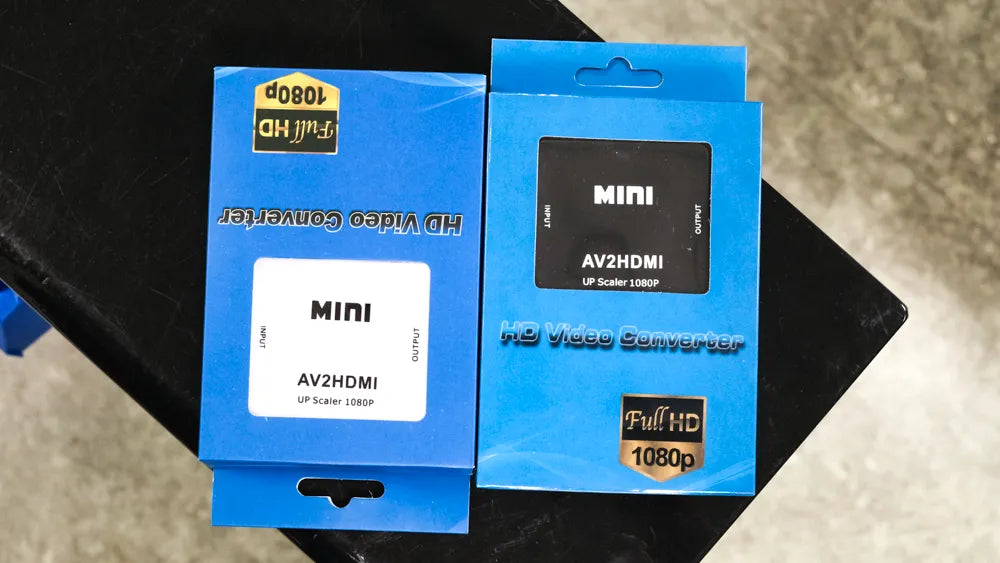 1080p
Full HD
HD Video Converter
MINI
INPUT
OUTPUT
AV2HDMI
UP Scaler 1080P
MINI
INPUT
OUTPUT
AV2HDMI
UP Scaler 1080P
HD Video Converter
Full HD
1080p